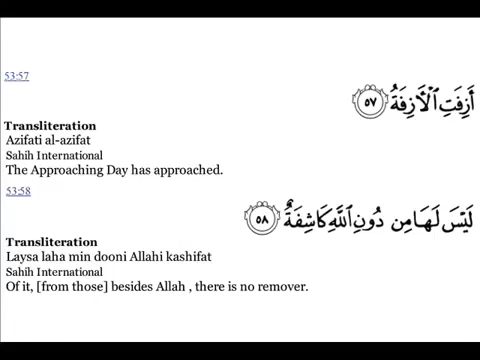 53:57
أَزِفَتِ ٱلْأَزِفَةُ ٥٧
Transliteration
Azifati al-azifat
Sahih International
The Approaching Day has approached.
53:58
لَيْسَ لَهَا مِن دُونِ ٱللَّهِ كَاشِفَةٌ ٥٨
Transliteration
Laysa laha min dooni Allahi kashifat
Sahih International
Of it, [from those] besides Allah , there is no remover.